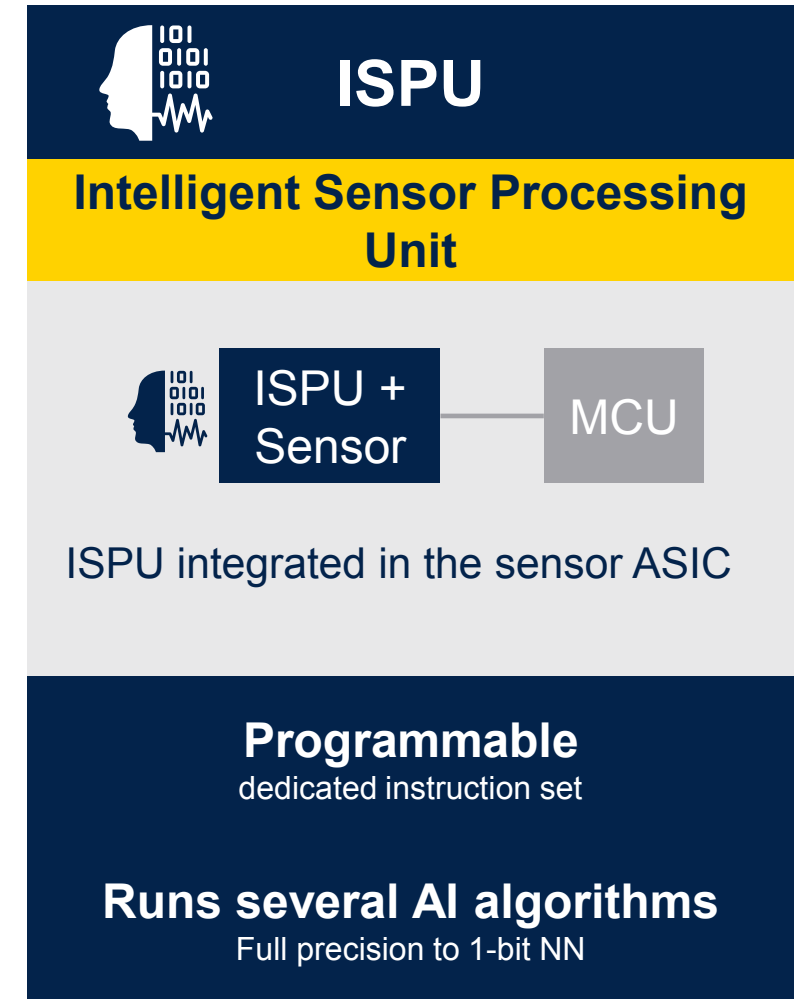 101
0101
1010
ISPU
Intelligent Sensor Processing
Unit
101
0101
1010
ISPU +
Sensor
MCU
ISPU integrated in the sensor ASIC
Programmable
dedicated instruction set
Runs several AI algorithms
Full precision to 1-bit NN